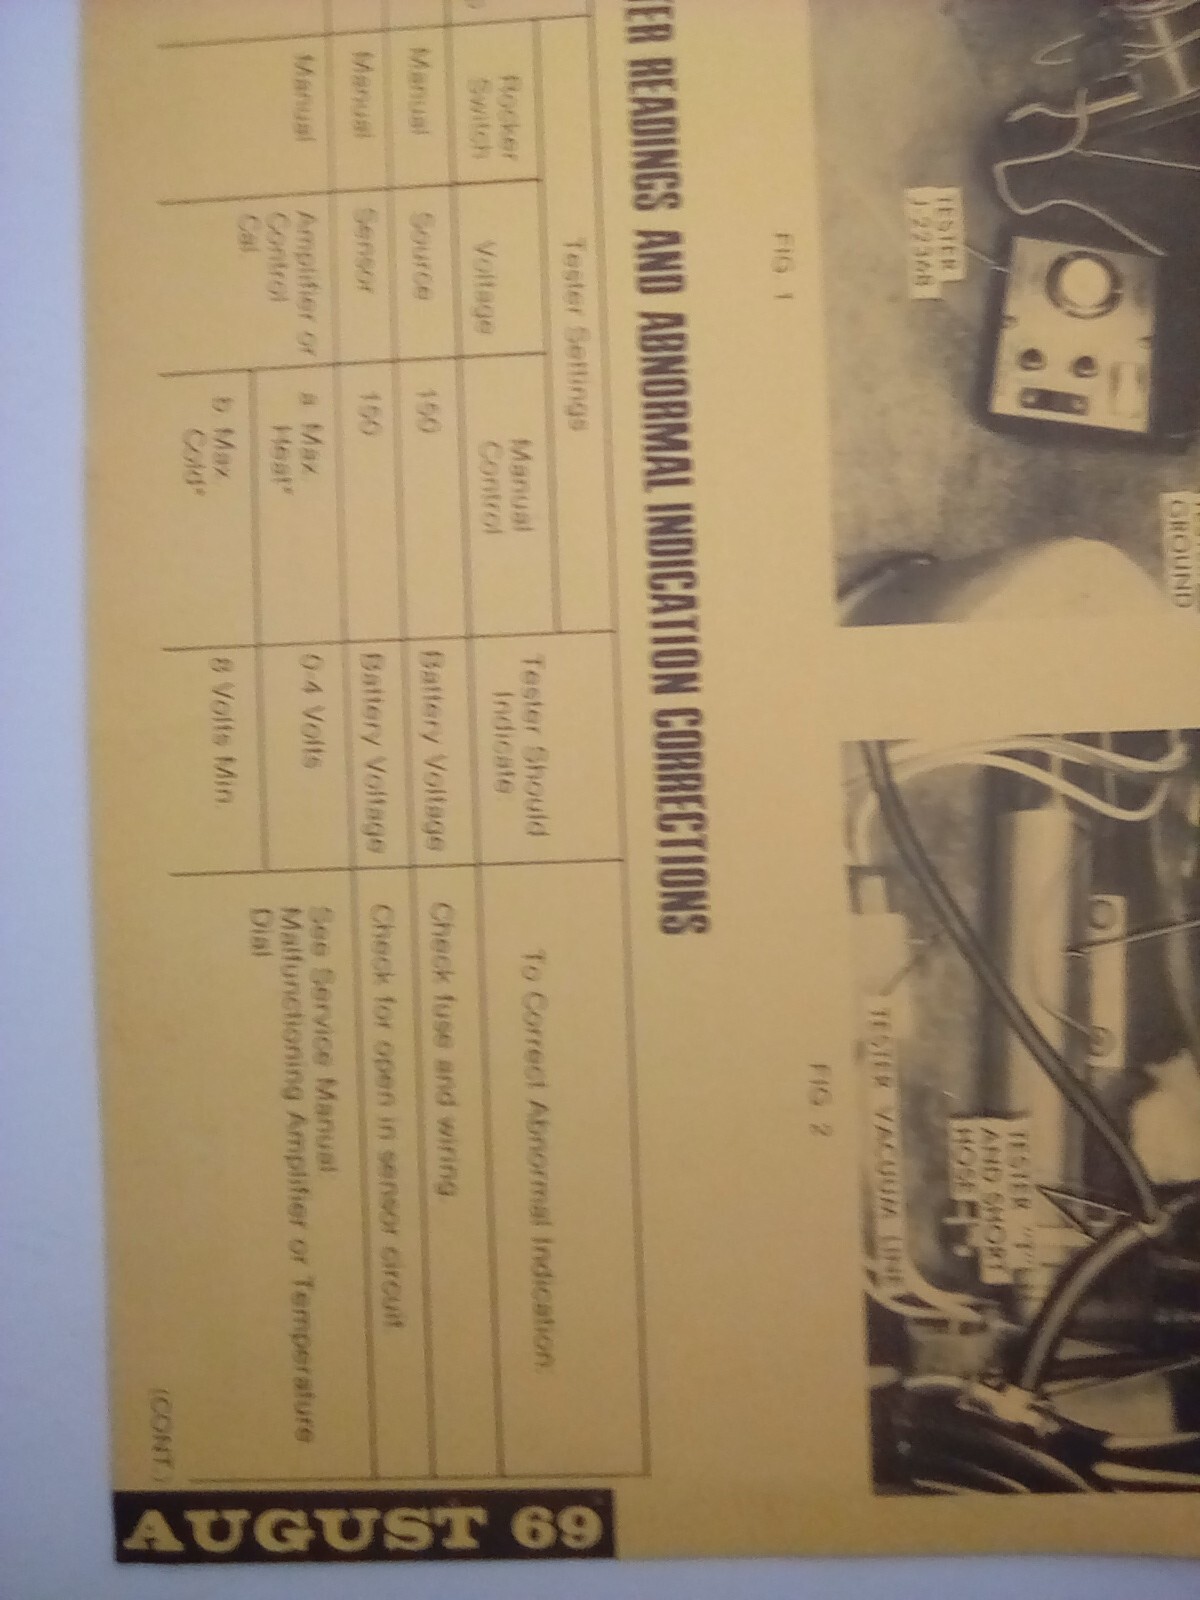 TESTER
J-22368
GROUND
FIG 1
TESTER "T"
AND SHORT
HOSE
TESTER VACUUM LINE
FIG 2
READINGS AND ABNORMAL INDICATION CORRECTIONS
Tester Settings
Rocker
Switch
Voltage
Manual
Control
Tester Should
Indicate:
To Correct Abnormal Indication:
Manual
Source
150
Battery Voltage
Check fuse and wiring
Manual
Sensor
150
Battery Voltage
Check for open in sensor circuit
Manual
Amplifier or
Control
Cal
a Max.
Heat*
0-4 Volts
b Max.
Cold*
8 Volts Min.
See Service Manual:
Malfunctioning Amplifier or Temperature
Dial
(CONT.)
AUGUST 69